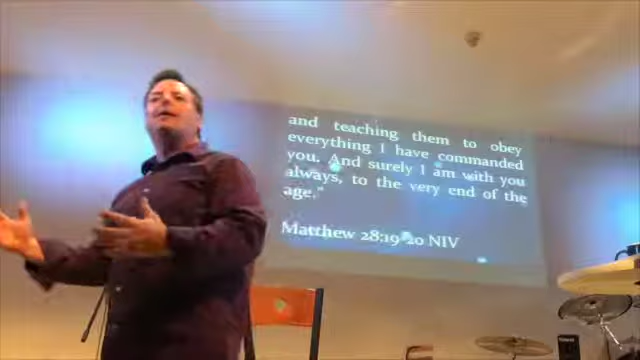 and teaching them to obey
everything I have commanded
you. And surely I am with you
always, to the very end of the
age."
Matthew 28:19-20 NIV